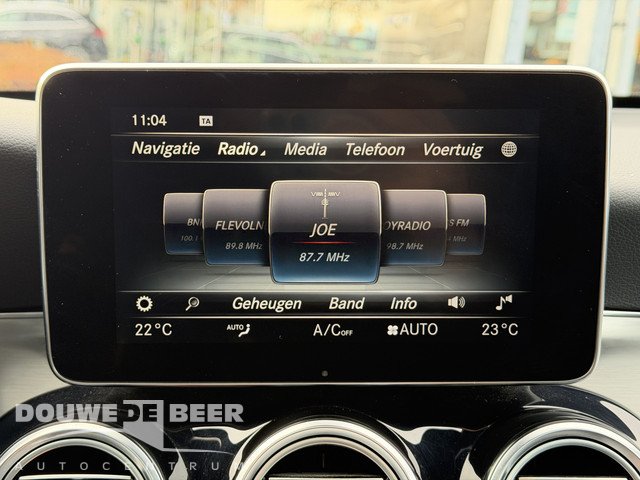 11:04 TA
Navigatie Radio Media Telefoon Voertuig
FLEVOLN JOE
89.8 MHz 87.7 MHz 98.7 MHz
Geheugen Band Info
22°C AUTO A/C OFF AUTO 23°C
DOUWE DE BEER
AUTOCENTRUM